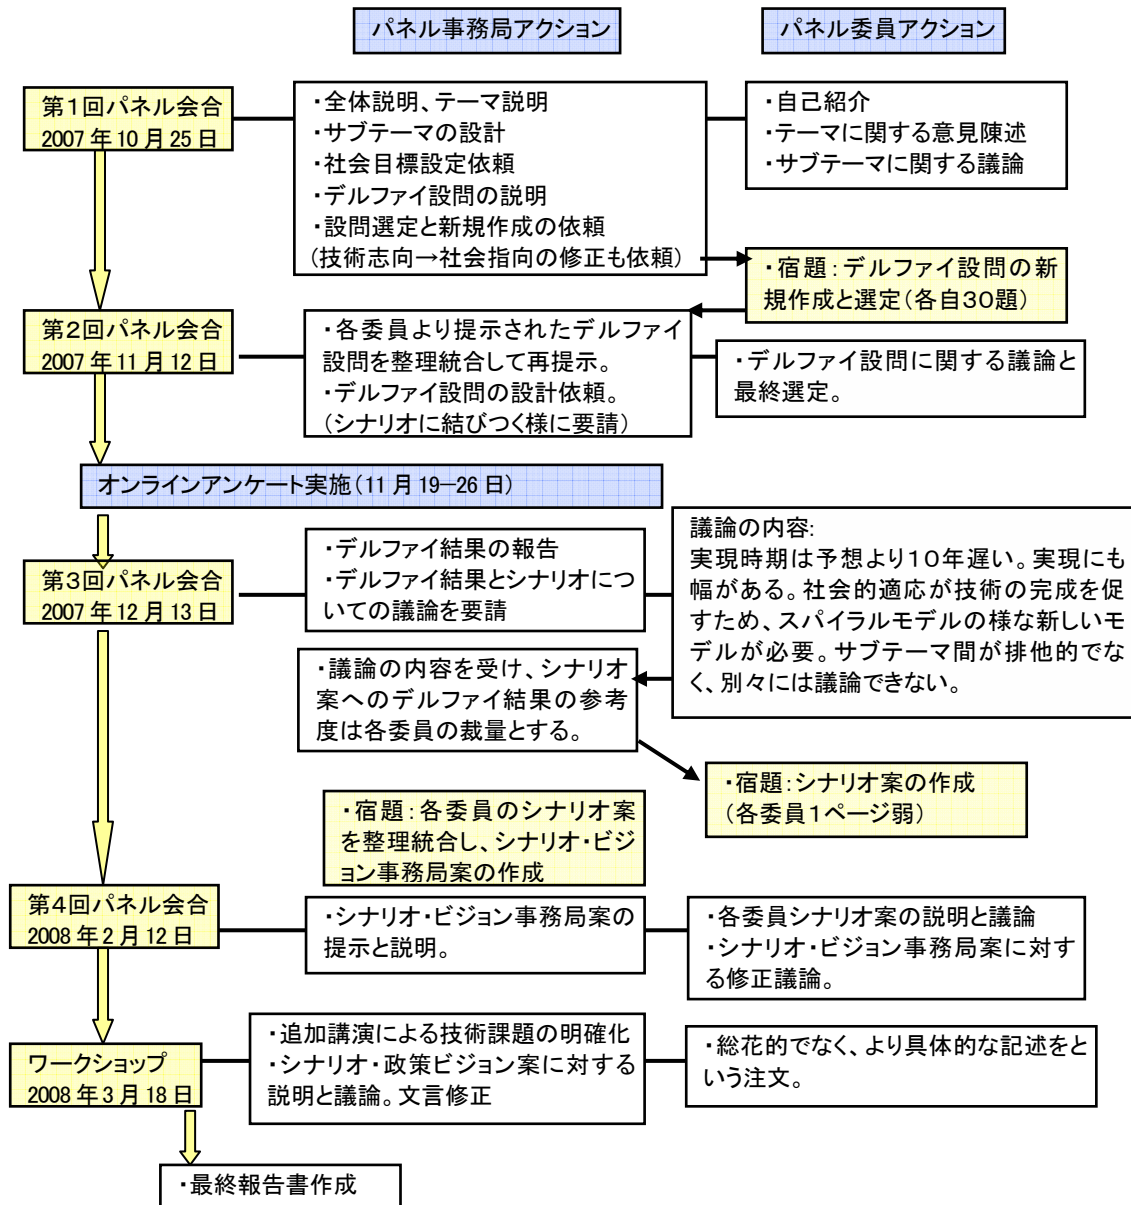 パネル事務局アクション
パネル委員アクション
第1回パネル会合
2007年10月25日
・全体説明、テーマ説明
・サブテーマの設計
・社会目標設定依頼
・デルファイ設問の説明
・設問選定と新規作成の依頼
(技術志向→社会指向の修正も依頼)
・自己紹介
・テーマに関する意見陳述
・サブテーマに関する議論
・宿題:デルファイ設問の新
規作成と選定(各自30題)
第2回パネル会合
2007年11月12日
・各委員より提示されたデルファイ
設問を整理統合して再提示。
・デルファイ設問の設計依頼。
(シナリオに結びつく様に要請)
・デルファイ設問に関する議論と
最終選定。
オンラインアンケート実施(11月19−26日)
第3回パネル会合
2007年12月13日
・デルファイ結果の報告
・デルファイ結果とシナリオにつ
いての議論を要請
議論の内容:
実現時期は予想より10年遅い。実現にも
幅がある。社会的適応が技術の完成を促
すため、スパイラルモデルの様な新しいモ
デルが必要。サブテーマ間が排他的でな
く、別々には議論できない。
・議論の内容を受け、シナリオ
案へのデルファイ結果の参考
度は各委員の裁量とする。
・宿題:シナリオ案の作成
(各委員1ページ弱)
・宿題:各委員のシナリオ案
を整理統合し、シナリオ・ビジ
ョン事務局案の作成
第4回パネル会合
2008年2月12日
・シナリオ・ビジョン事務局案の
提示と説明。
・各委員シナリオ案の説明と議論
・シナリオ・ビジョン事務局案に対す
る修正議論。
ワークショップ
2008年3月18日
・追加講演による技術課題の明確化
・シナリオ・政策ビジョン案に対する
説明と議論。文言修正
・総花的でなく、より具体的な記述をと
いう注文。
・最終報告書作成